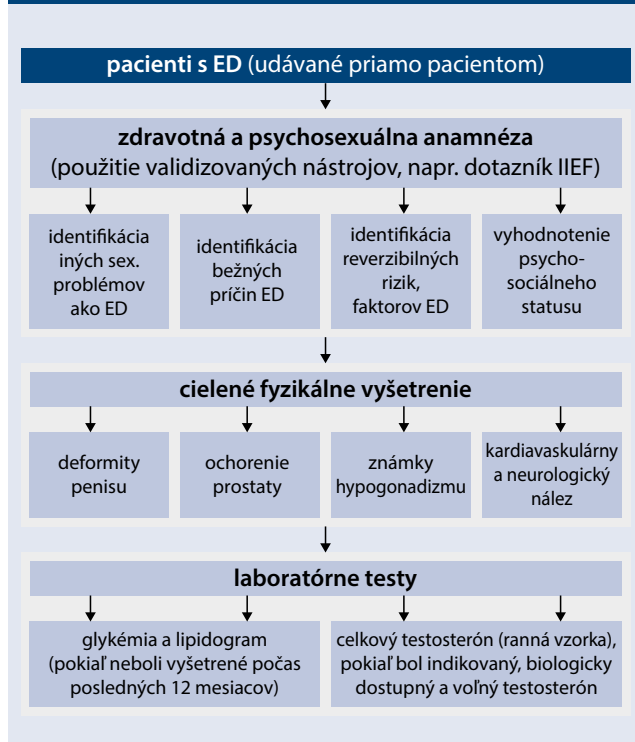 pacienti s ED (udávané priamo pacientom)
zdravotná a psychosexuálna anamnéza
(použitie validizovaných nástrojov, napr. dotazník IIEF)
identifikácia
iných sex.
problémov
ako ED
identifikácia
bežných
príčin ED
identifikácia
reverzibilných
rizik,
faktorov ED
vyhodnotenie
psycho-
sociálneho
statusu
cielené fyzikálne vyšetrenie
deformity
penisu
ochorenie
prostaty
známky
hypogonadizmu
kardiavaskulárny
a neurologický
nález
laboratórne testy
glykémia a lipidogram
(pokiaľ neboli vyšetrené počas
posledných 12 mesiacov)
celkový testosterón (ranná vzorka),
pokiaľ bol indikovaný, biologicky
dostupný a voľný testosterón